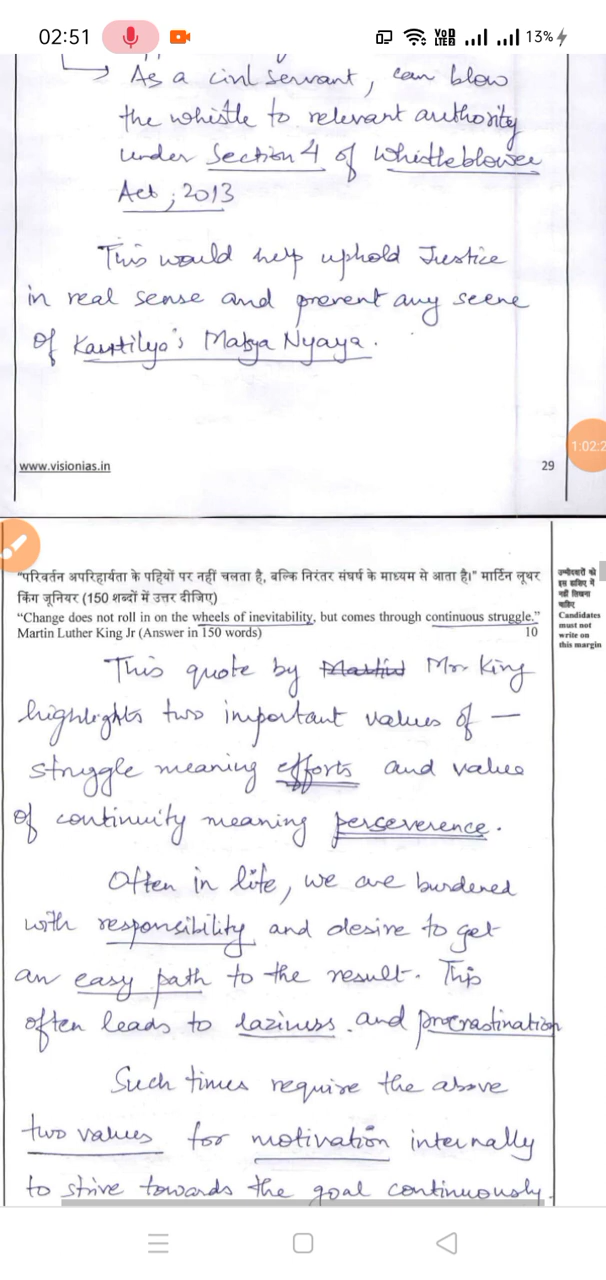 02:51
VoD
LTE2
13%
As a civil servant, can blow
the whistle to relevant authority
under Section 4 of Whistleblower
Act, 2013
This would help uphold Justice
in real sense and prevent any scene
of Kautilya's Matsya Nyaya.
www.visionias.in
29
1:02:2
"परिवर्तन अपरिहार्यता के पहियों पर नहीं चलता है, बल्कि निरंतर संघर्ष के माध्यम से आता है।" मार्टिन लूथर
किंग जूनियर (150 शब्दों में उत्तर दीजिए)
"Change does not roll in on the wheels of inevitability, but comes through continuous struggle."
Martin Luther King Jr (Answer in 150 words)
10
उम्मीदवारों को
इस हाशिए में
नहीं लिखना
चाहिए
Candidates
must not
write on
this margin
This quote by Mr. King
highlights two important values of –
struggle meaning efforts and value
of continuity meaning perseverence.
Often in life, we are burdened
with responsibility and desire to get
an easy path to the result. This
often leads to laziness and procrastination
Such times require the above
two values for motivation internally
to strive towards the goal continuously.